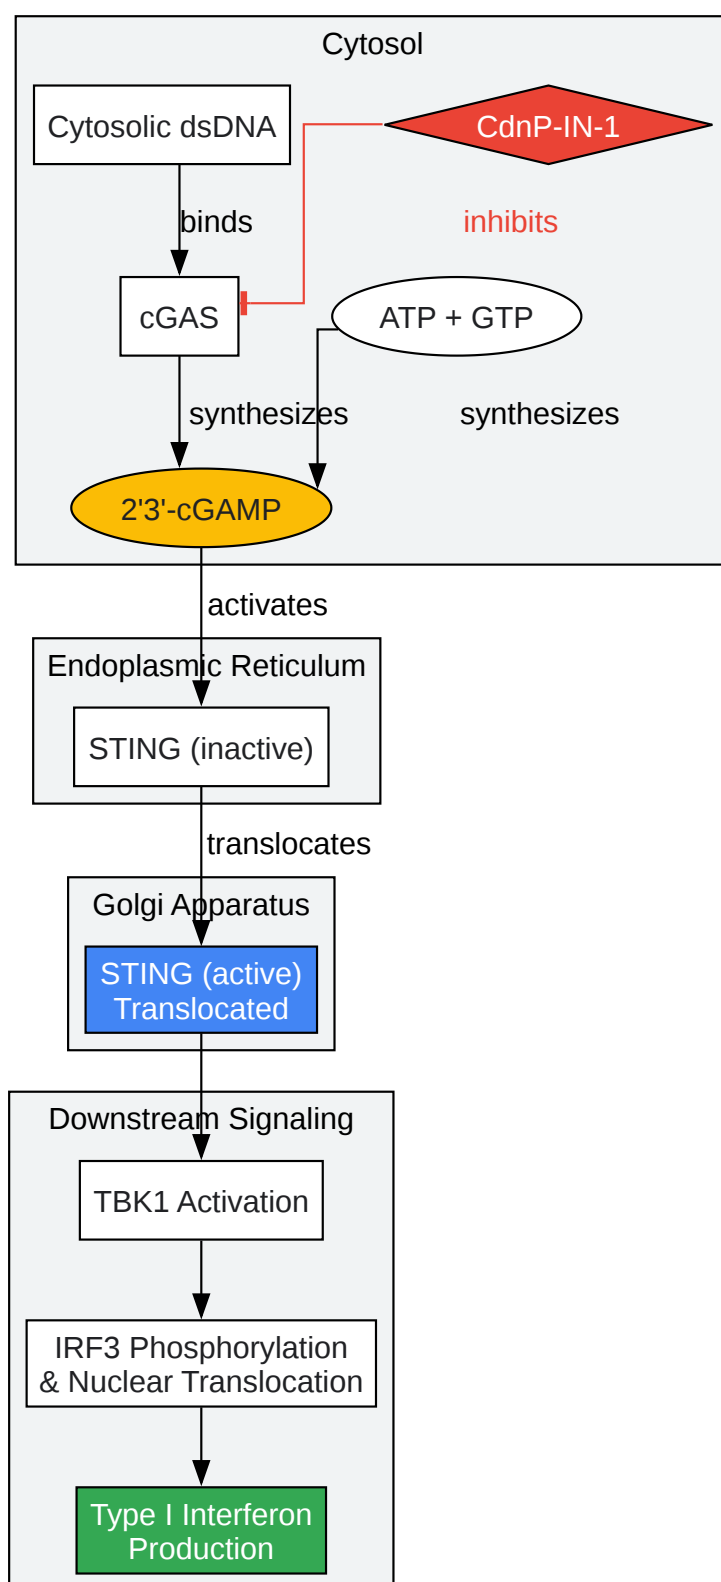 Cytosol
Cytosolic dsDNA
CdnP-IN-1
binds
inhibits
cGAS
ATP + GTP
synthesizes
synthesizes
2'3'-cGAMP
activates
Endoplasmic Reticulum
STING (inactive)
translocates
Golgi Apparatus
STING (active)
Translocated
Downstream Signaling
TBK1 Activation
IRF3 Phosphorylation
& Nuclear Translocation
Type I Interferon
Production